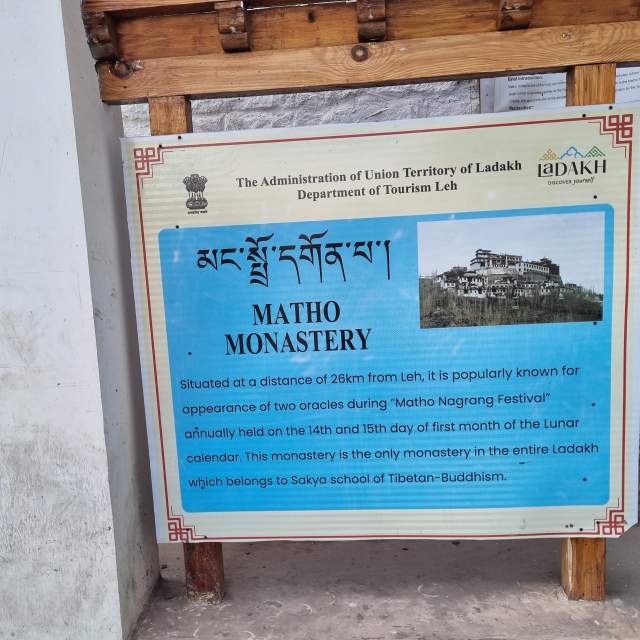 The Administration of Union Territory of Ladakh
Department of Tourism Leh
LADAKH
DISCOVER yourself
མང་སྤྲོ་དགོན་པ།
MATHO
MONASTERY
Situated at a distance of 26km from Leh, it is popularly known for
appearance of two oracles during "Matho Nagrang Festival"
annually held on the 14th and 15th day of first month of the Lunar
calendar. This monastery is the only monastery in the entire Ladakh
which belongs to Sakya school of Tibetan-Buddhism.